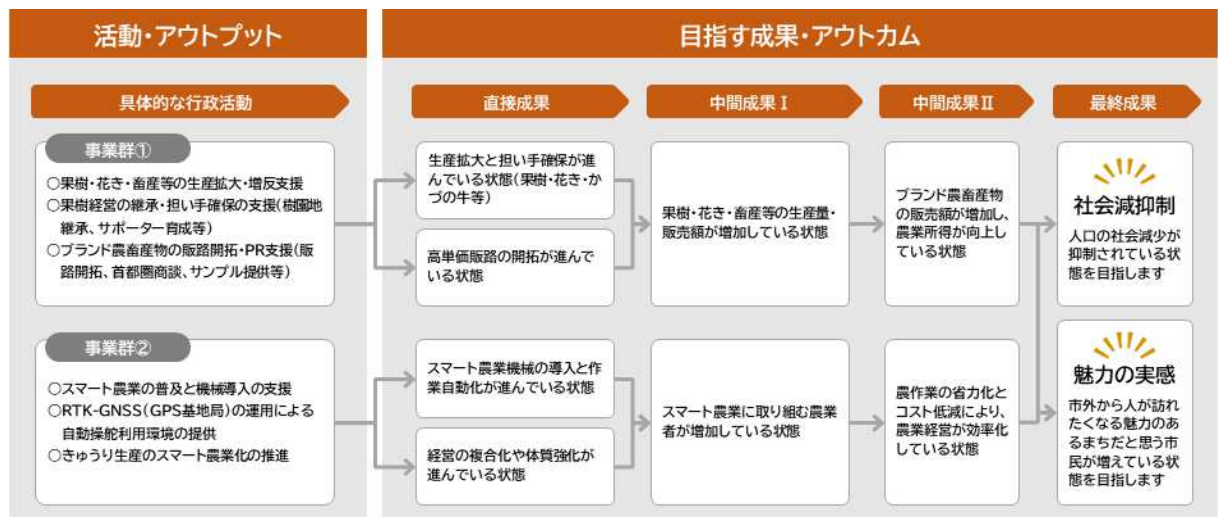 活動・アウトプット
目指す成果・アウトカム
具体的な行政活動
直接成果
中間成果Ⅰ
中間成果Ⅱ
最終成果
事業群①
○果樹・花き・畜産等の生産拡大・増反支援
○果樹経営の継承・担い手確保の支援(樹園地
継承、サポーター育成等)
○ブランド農畜産物の販路開拓・PR支援(販
路開拓、首都圏商談、サンプル提供等)
生産拡大と担い手確保が進
んでいる状態(果樹・花き・か
づの牛等)
高単価販路の開拓が進んで
いる状態
果樹・花き・畜産等の生産量・
販売額が増加している状態
ブランド農畜産物
の販売額が増加し、
農業所得が向上し
ている状態
社会減抑制
人口の社会減少が
抑制されている状
態を目指します
事業群②
○スマート農業の普及と機械導入の支援
○RTK-GNSS(GPS基地局)の運用による
自動操舵利用環境の提供
○きゅうり生産のスマート農業化の推進
スマート農業機械の導入と作
業自動化が進んでいる状態
経営の複合化や体質強化が
進んでいる状態
スマート農業に取り組む農業
者が増加している状態
農作業の省力化と
コスト低減により、
農業経営が効率化
している状態
魅力の実感
市外から人が訪れ
たくなる魅力のあ
るまちだと思う市
民が増えている状
態を目指します